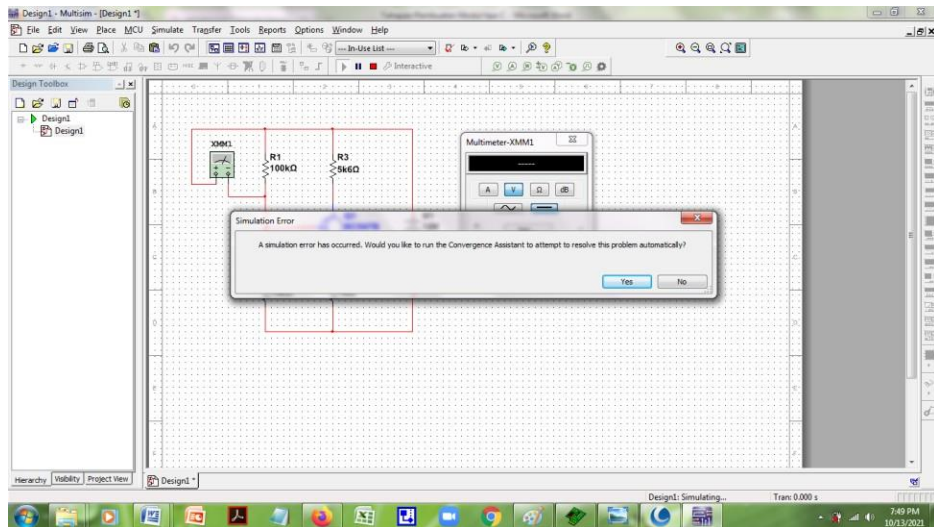 Design1 - Multisim - [Design1 *]
File Edit View Place MCU Simulate Transfer Tools Reports Options Window Help
--- In-Use List ---
Interactive
Design Toolbox
Design1
Design1
XMM1
R1
100kΩ
R3
5k6Ω
Multimeter-XMM1
A V Ω dB
Simulation Error
A simulation error has occurred. Would you like to run the Convergence Assistant to attempt to resolve this problem automatically?
Yes No
Hierarchy Visibility Project View
Design1 *
Design1: Simulating... Tran: 0.000 s
7:49 PM
10/13/2021